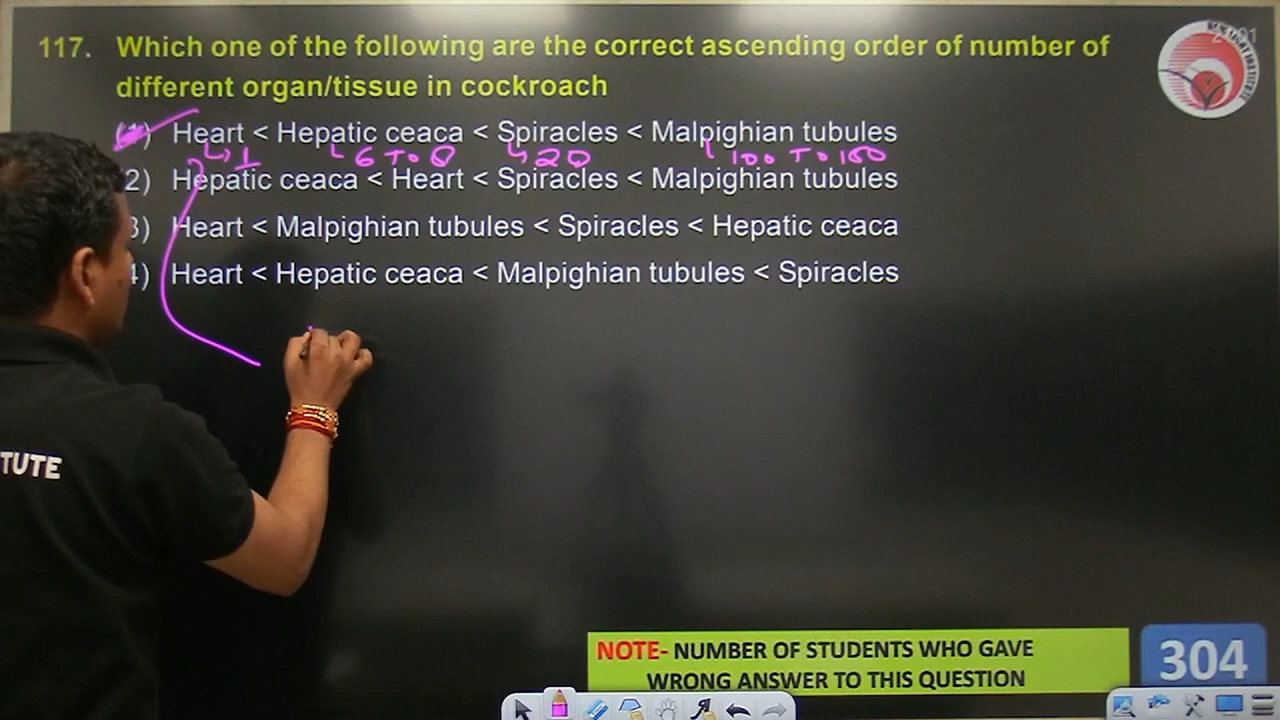 117. Which one of the following are the correct ascending order of number of
different organ/tissue in cockroach
(1) Heart < Hepatic ceaca < Spiracles < Malpighian tubules
1 6 TO 8 20 100 TO 150
2) Hepatic ceaca < Heart < Spiracles < Malpighian tubules
3) Heart < Malpighian tubules < Spiracles < Hepatic ceaca
4) Heart < Hepatic ceaca < Malpighian tubules < Spiracles
TUTE
NOTE- NUMBER OF STUDENTS WHO GAVE
WRONG ANSWER TO THIS QUESTION
304